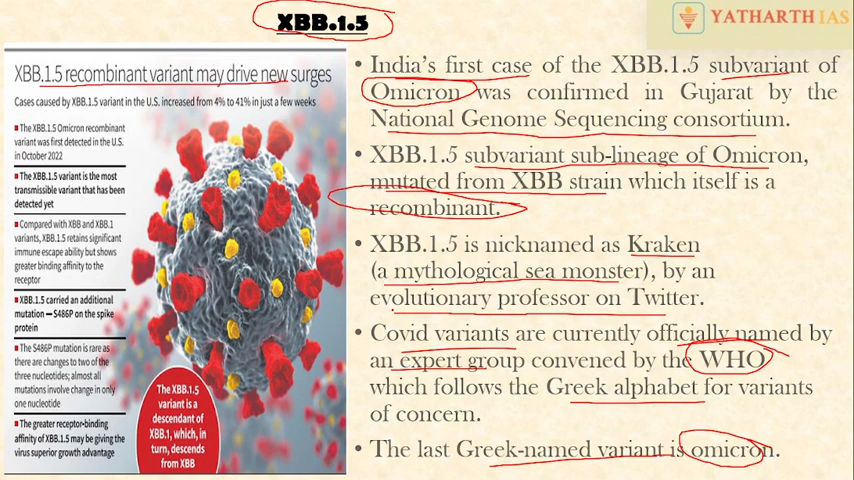 XBB.1.5
YATHARTH IAS
XBB.1.5 recombinant variant may drive new surges
Cases caused by XBB.1.5 variant in the U.S. increased from 4% to 41% in just a few weeks
The XBB.1.5 Omicron recombinant
variant was first detected in the U.S.
in October 2022
The XBB.1.5 variant is the most
transmissible variant that has been
detected yet
Compared with XBB and XBB.1
variants, XBB.1.5 retains significant
immune escape ability but shows
greater binding affinity to the
receptor
XBB.1.5 carried an additional
mutation — S486P on the spike
protein
The S486P mutation is rare as
there are changes to two of the
three nucleotides; almost all
mutations involve change in only
one nucleotide
The greater receptor-binding
affinity of XBB.1.5 may be giving the
virus superior growth advantage
The XBB.1.5
variant is a
descendant of
XBB.1, which, in
turn, descends
from XBB
• India's first case of the XBB.1.5 subvariant of
Omicron was confirmed in Gujarat by the
National Genome Sequencing consortium.
• XBB.1.5 subvariant sub-lineage of Omicron,
mutated from XBB strain which itself is a
recombinant.
• XBB.1.5 is nicknamed as Kraken
(a mythological sea monster), by an
evolutionary professor on Twitter.
• Covid variants are currently officially named by
an expert group convened by the WHO
which follows the Greek alphabet for variants
of concern.
• The last Greek-named variant is omicron.